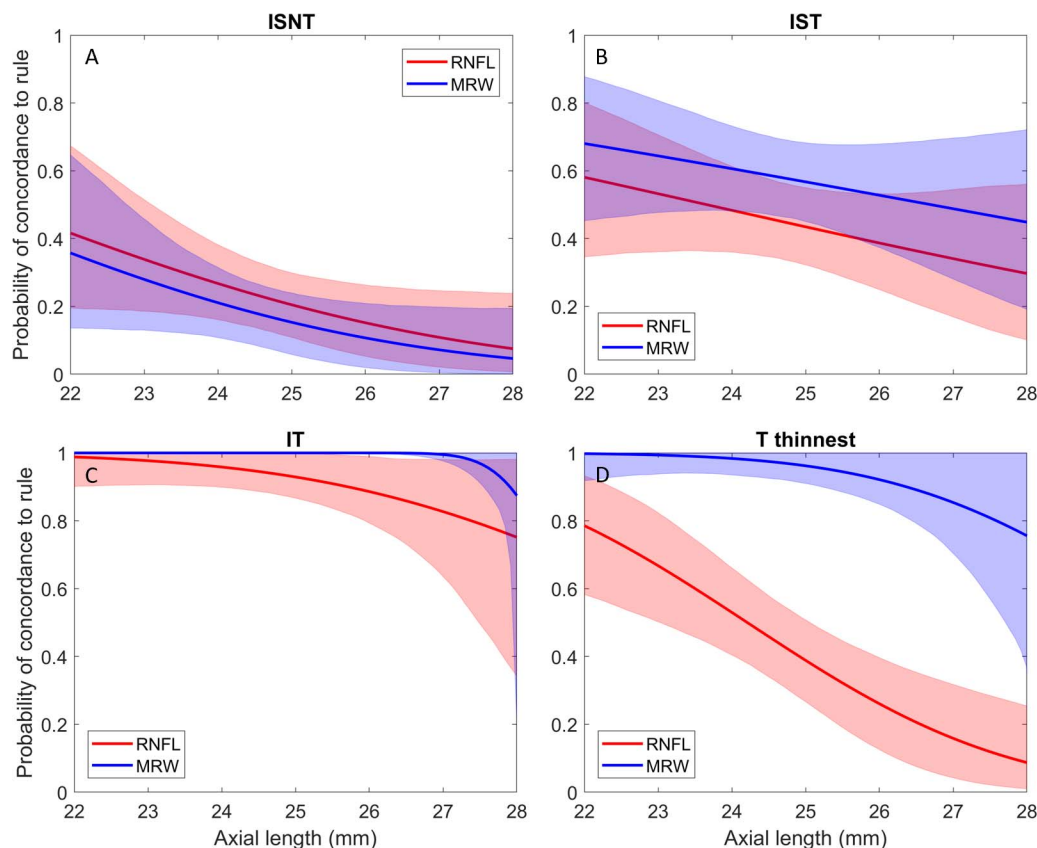 ISNT
A
RNFL
MRW
1
0.8
0.6
0.4
0.2
0
22 23 24 25 26 27 28
Probability of concordance to rule
IST
B
RNFL
MRW
1
0.8
0.6
0.4
0.2
0
22 23 24 25 26 27 28
IT
C
RNFL
MRW
1
0.8
0.6
0.4
0.2
0
22 23 24 25 26 27 28
Probability of concordance to rule
Axial length (mm)
T thinnest
D
RNFL
MRW
1
0.8
0.6
0.4
0.2
0
22 23 24 25 26 27 28
Axial length (mm)